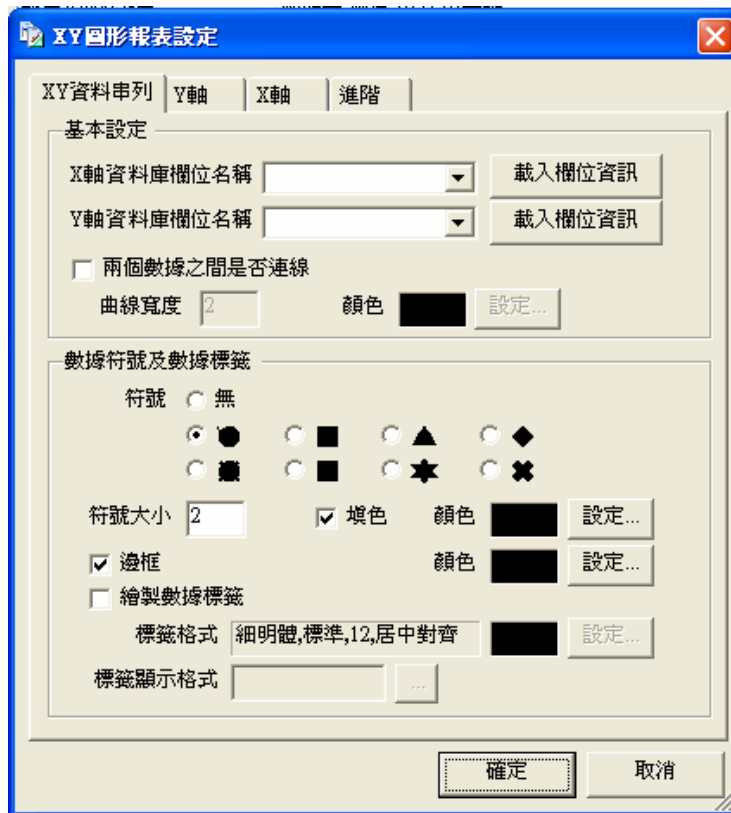 XY圖形報表設定
XY資料串列 Y軸 X軸 進階
基本設定
X軸資料庫欄位名稱 載入欄位資訊
Y軸資料庫欄位名稱 載入欄位資訊
兩個數據之間是否連線
曲線寬度 2 顏色 設定...
數據符號及數據標籤
符號 無
符號大小 2 填色 顏色 設定...
邊框 顏色 設定...
繪製數據標籤
標籤格式 細明體,標準,12,居中對齊 設定...
標籤顯示格式 ...
確定 取消